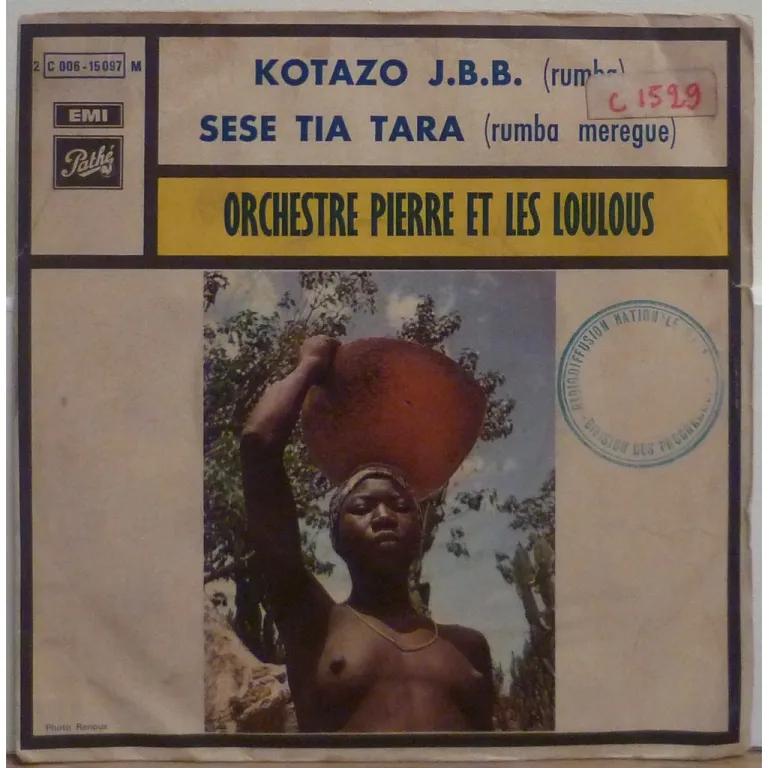 2 C 006-15097 M
EMI
Pathé
KOTAZO J.B.B. (rumba)
C 1529
SESE TIA TARA (rumba meregue)
ORCHESTRE PIERRE ET LES LOULOUS
RADIODIFFUSION NATIONALE
DIVISION DES
Photo Renoux